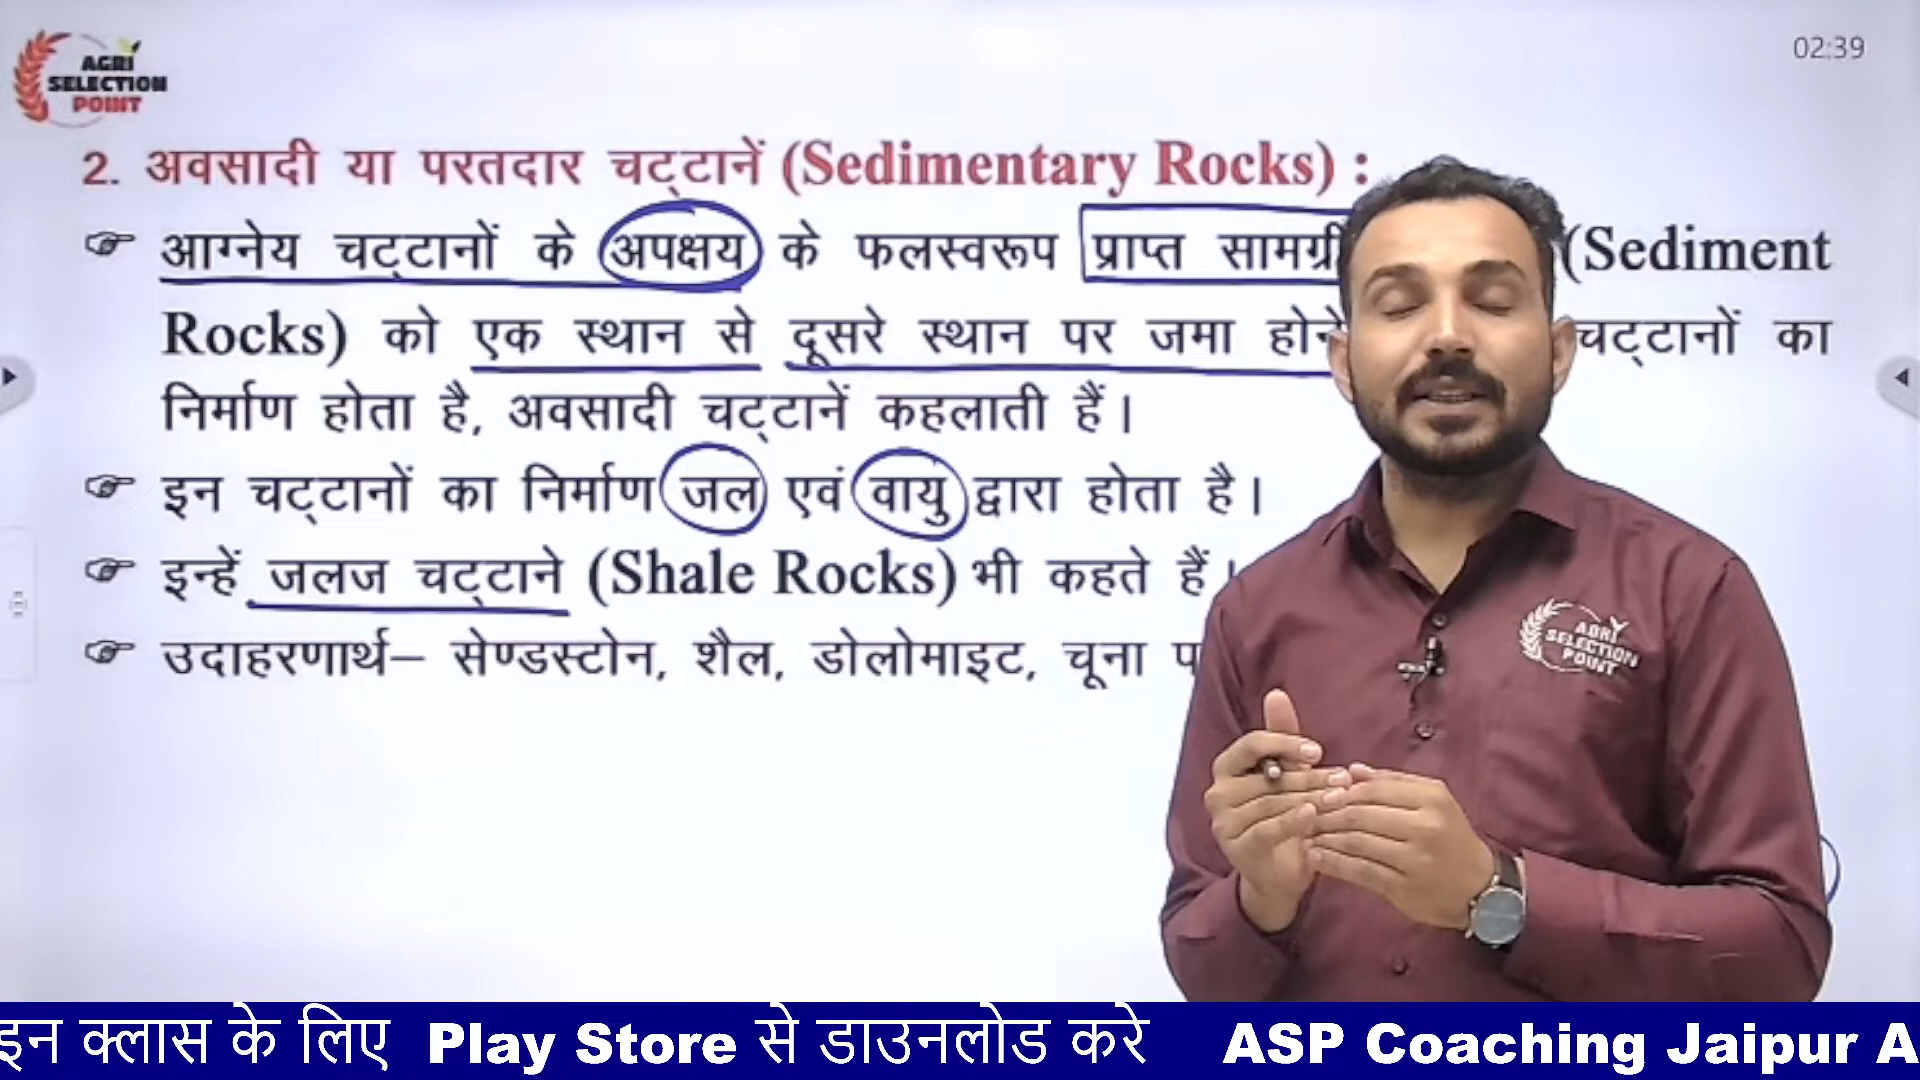 AGRI
SELECTION
POINT
02:39
2. अवसादी या परतदार चट्टानें (Sedimentary Rocks) :
☞ आग्नेय चट्टानों के अपक्षय के फलस्वरूप प्राप्त सामग्री (Sediment
Rocks) को एक स्थान से दूसरे स्थान पर जमा होने चट्टानों का
निर्माण होता है, अवसादी चट्टानें कहलाती हैं।
☞ इन चट्टानों का निर्माण जल एवं वायु द्वारा होता है।
☞ इन्हें जलज चट्टाने (Shale Rocks) भी कहते हैं।
☞ उदाहरणार्थ– सेण्डस्टोन, शैल, डोलोमाइट, चूना
AGRI
SELECTION
POINT
इन क्लास के लिए Play Store से डाउनलोड करे ASP Coaching Jaipur A